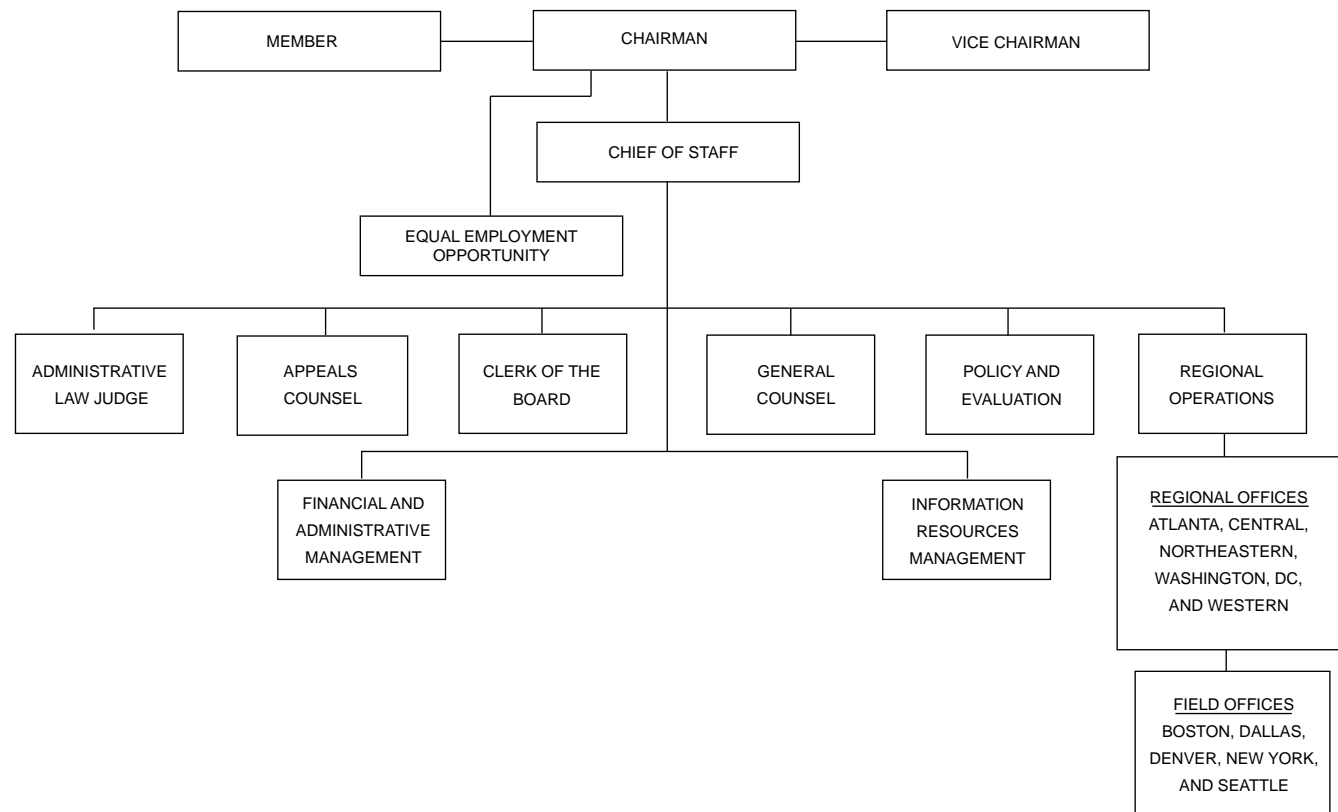 MEMBER
CHAIRMAN
VICE CHAIRMAN
CHIEF OF STAFF
EQUAL EMPLOYMENT
OPPORTUNITY
ADMINISTRATIVE
LAW JUDGE
APPEALS
COUNSEL
CLERK OF THE
BOARD
GENERAL
COUNSEL
POLICY AND
EVALUATION
REGIONAL
OPERATIONS
FINANCIAL AND
ADMINISTRATIVE
MANAGEMENT
INFORMATION
RESOURCES
MANAGEMENT
REGIONAL OFFICES
ATLANTA, CENTRAL,
NORTHEASTERN,
WASHINGTON, DC,
AND WESTERN
FIELD OFFICES
BOSTON, DALLAS,
DENVER, NEW YORK,
AND SEATTLE